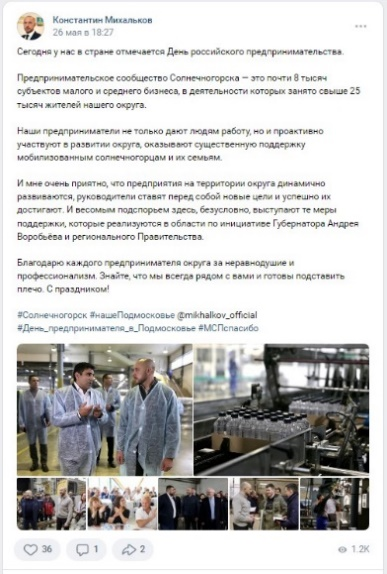 Константин Михальков
26 мая в 18:27
Сегодня у нас в стране отмечается День российского предпринимательства.
Предпринимательское сообщество Солнечногорска — это почти 8 тысяч
субъектов малого и среднего бизнеса, в деятельности которых занято свыше 25
тысяч жителей нашего округа.
Наши предприниматели не только дают людям работу, но и проактивно
участвуют в развитии округа, оказывают существенную поддержку
мобилизованным солнечногорцам и их семьям.
И мне очень приятно, что предприятия на территории округа динамично
развиваются, руководители ставят перед собой новые цели и успешно их
достигают. И весомым подспорьем здесь, безусловно, выступают те меры
поддержки, которые реализуются в области по инициативе Губернатора Андрея
Воробьёва и регионального Правительства.
Благодарю каждого предпринимателя округа за неравнодушие и
профессионализм. Знайте, что мы всегда рядом с вами и готовы подставить
плечо. С праздником!
#Солнечногорск #нашеПодмосковье @mikhalkov_official
#День_предпринимателя_в_Подмосковье #МСПспасибо
36 1 2 1.2K